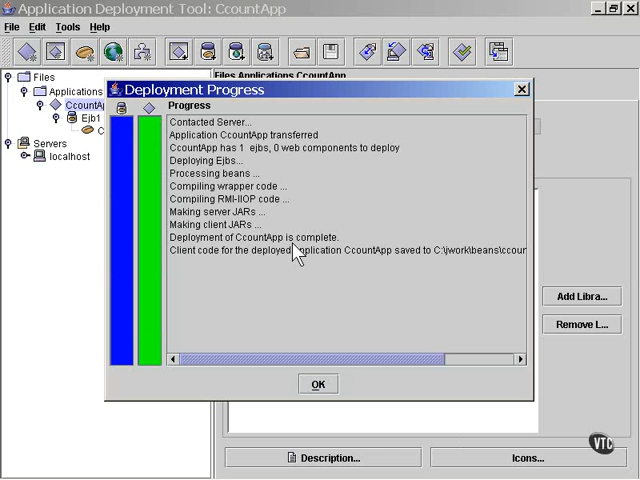 Application Deployment Tool: CcountApp
File Edit Tools Help
Files
Applications
CcountAp
Ejb1
C
Servers
localhost
Files.Applications.CcountApp
Deployment Progress
Progress
Contacted Server...
Application CcountApp transferred
CcountApp has 1 ejbs, 0 web components to deploy
Deploying Ejbs...
Processing beans ...
Compiling wrapper code ...
Compiling RMI-IIOP code ...
Making server JARs ...
Making client JARs ...
Deployment of CcountApp is complete.
Client code for the deployed application CcountApp saved to C:\jwork\beans\ccour
OK
Add Libra...
Remove L...
Description...
Icons...
VTC